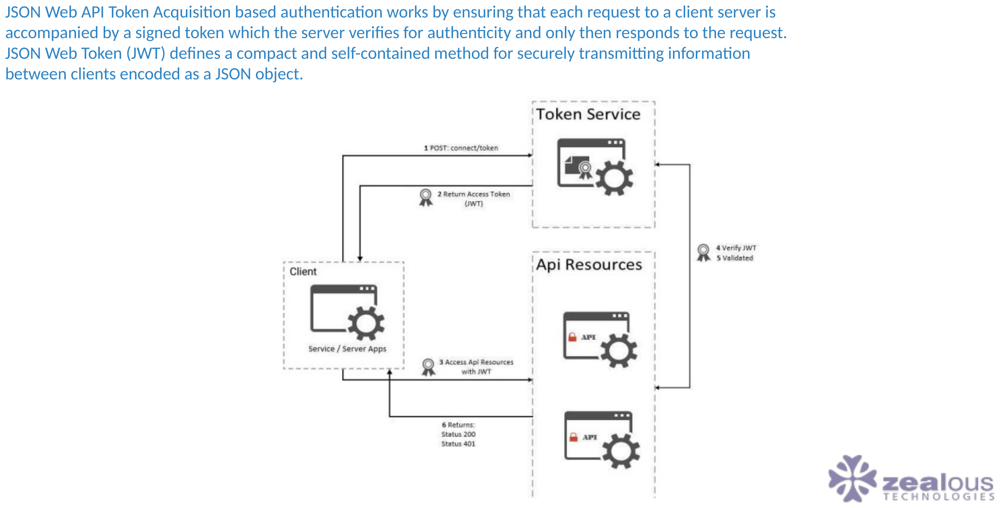 JSON Web API Token Acquisition based authentication works by ensuring that each request to a client server is
accompanied by a signed token which the server verifies for authenticity and only then responds to the request.
JSON Web Token (JWT) defines a compact and self-contained method for securely transmitting information
between clients encoded as a JSON object.
Token Service
1 POST: connect/token
2 Return Access Token
(JWT)
4 Verify JWT
5 Validated
Api Resources
Client
API
Service / Server Apps
3 Access Api Resources
with JWT
6 Returns:
Status 200
Status 401
API
zealous
TECHNOLOGIES